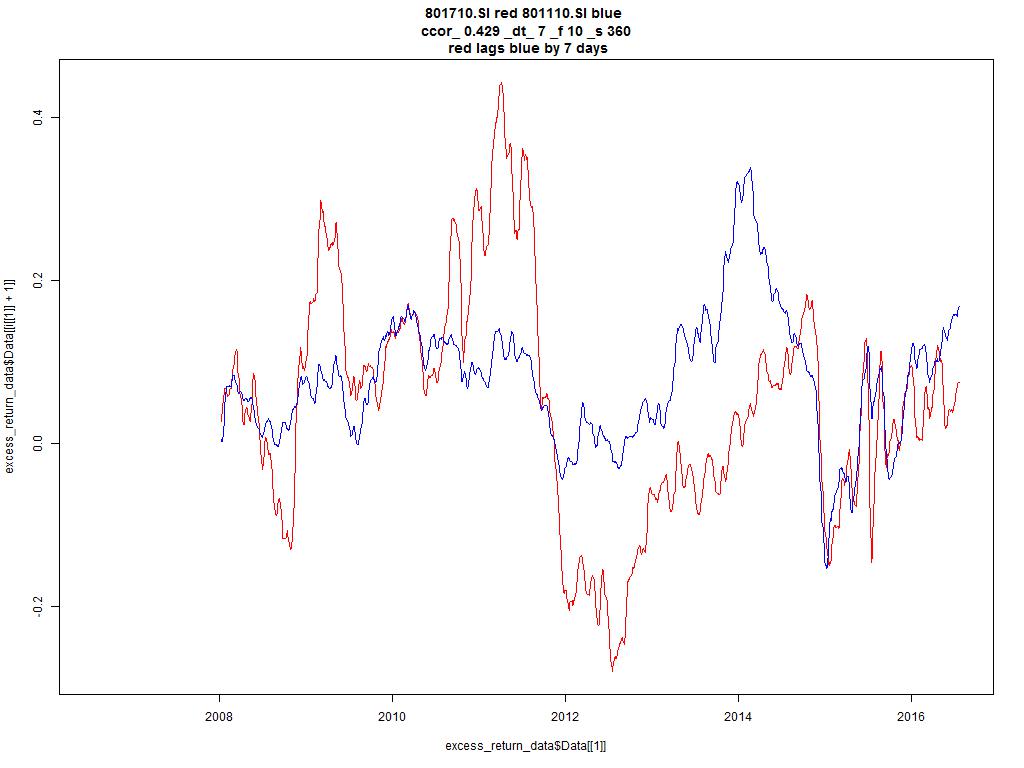 801710.SI red 801110.SI blue
ccor_ 0.429 _dt_ 7 _f 10 _s 360
red lags blue by 7 days
excess_return_data$Data[[i[[1]] + 1]]
0.4
0.2
0.0
-0.2
2008 2010 2012 2014 2016
excess_return_data$Data[[1]]